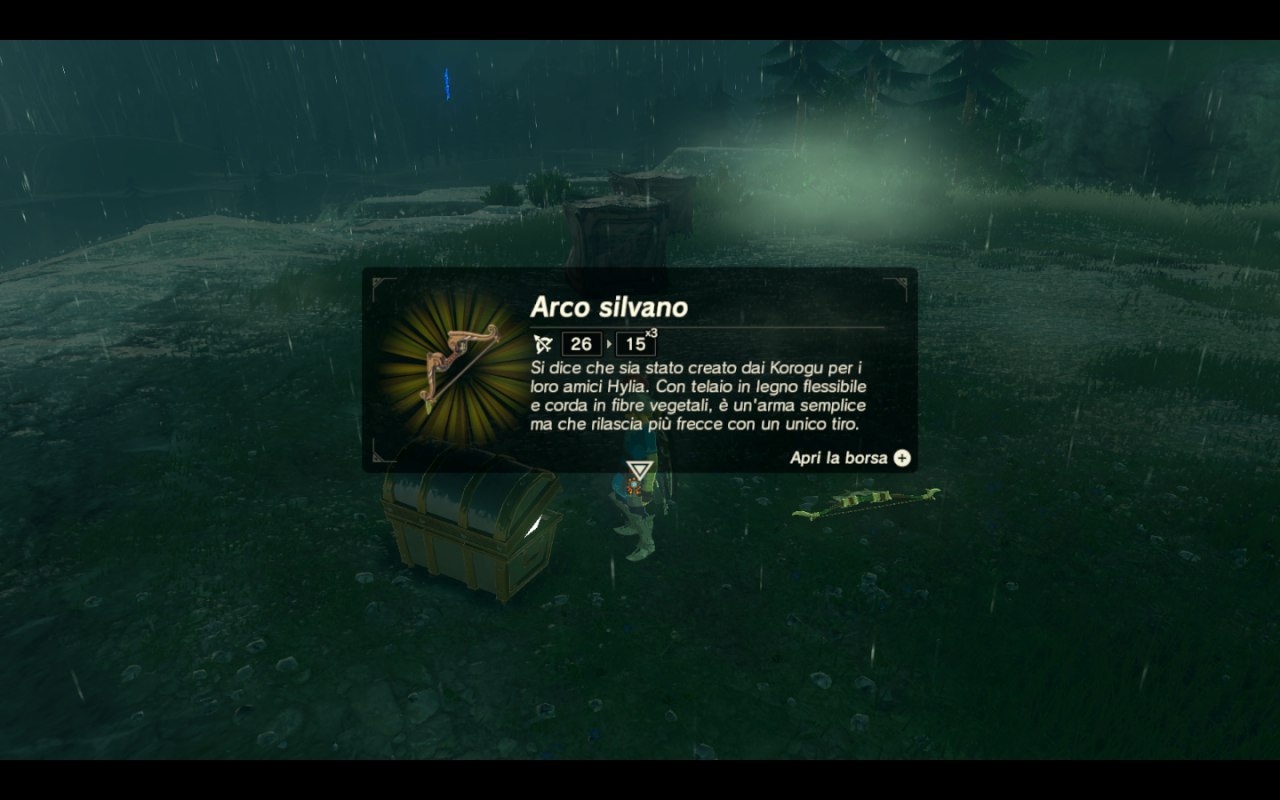 Arco silvano
26 15 x3
Si dice che sia stato creato dai Korogu per i
loro amici Hylia. Con telaio in legno flessibile
e corda in fibre vegetali, è un'arma semplice
ma che rilascia più frecce con un unico tiro.
Apri la borsa +